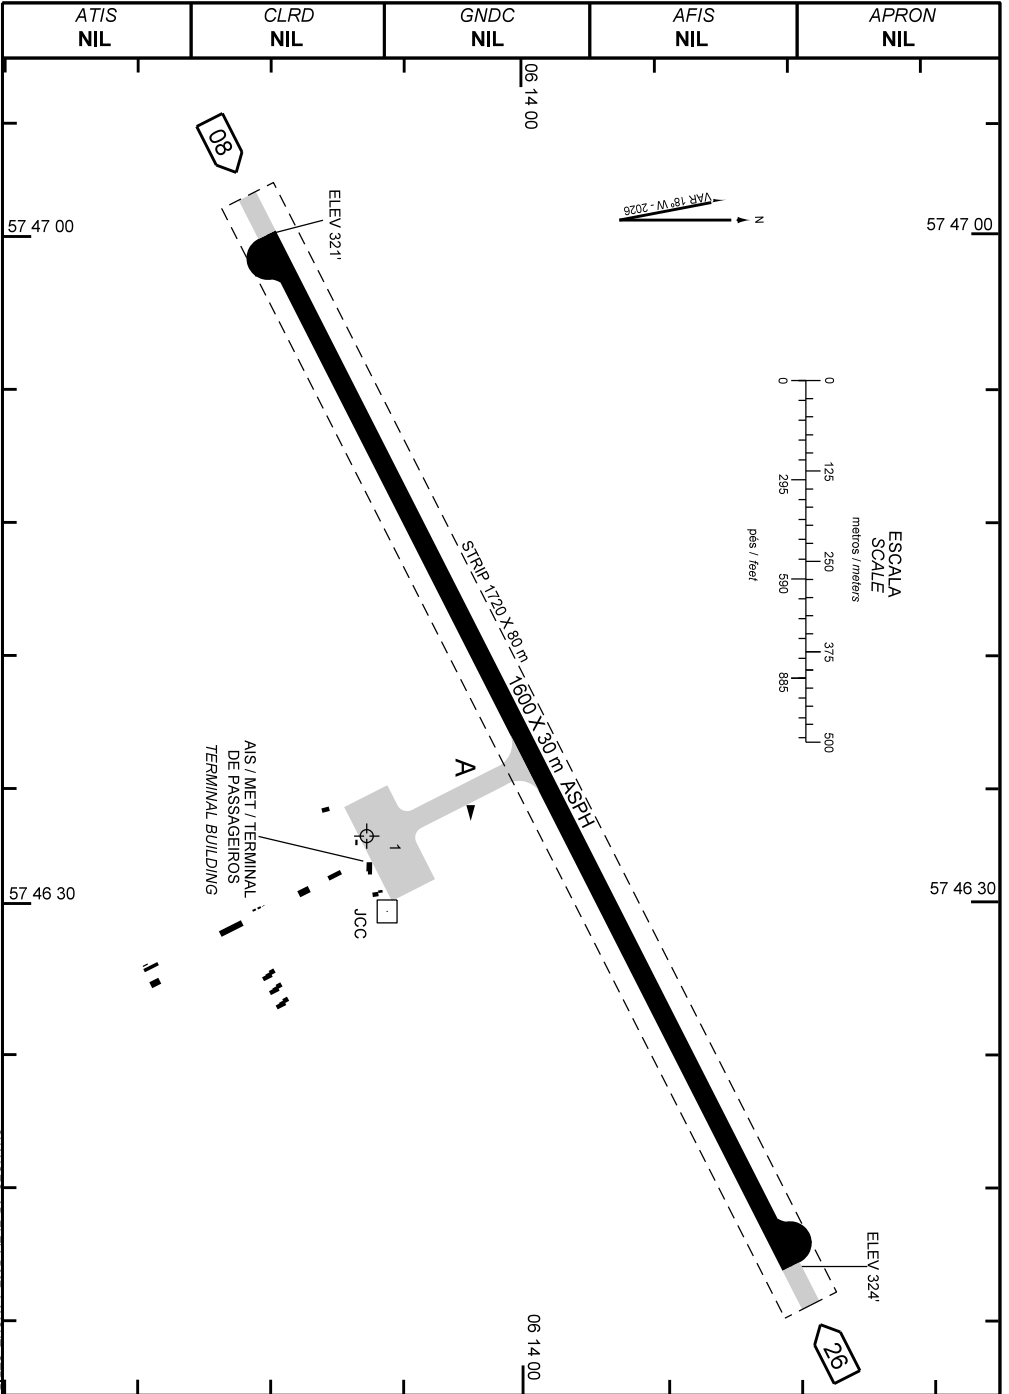 ATIS
NIL
CLRD
NIL
GNDC
NIL
AFIS
NIL
APRON
NIL
06 14 00
08
ELEV 321'
VAR 18° W - 2026
N
57 47 00
57 47 00
ESCALA
SCALE
metros / meters
0
125
250
375
500
0
295
590
885
pés / feet
STRIP 1720 X 80 m
1600 X 30 m ASPH
A
1
AIS / MET / TERMINAL
DE PASSAGEIROS
TERMINAL BUILDING
JCC
57 46 30
57 46 30
ELEV 324'
26
06 14 00